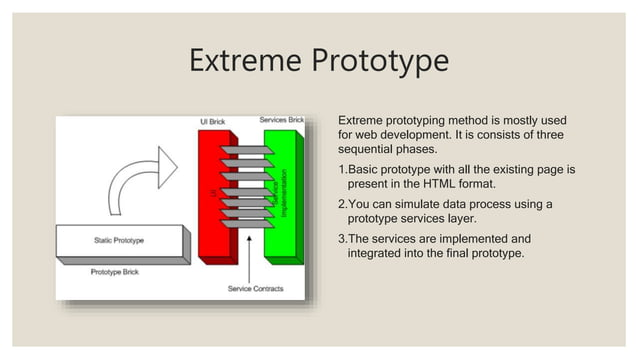 Extreme Prototype
UI Brick
Services Brick
UI
Service
Implementation
Static Prototype
Prototype Brick
Service Contracts
Extreme prototyping method is mostly used
for web development. It is consists of three
sequential phases.
1.Basic prototype with all the existing page is
present in the HTML format.
2.You can simulate data process using a
prototype services layer.
3.The services are implemented and
integrated into the final prototype.